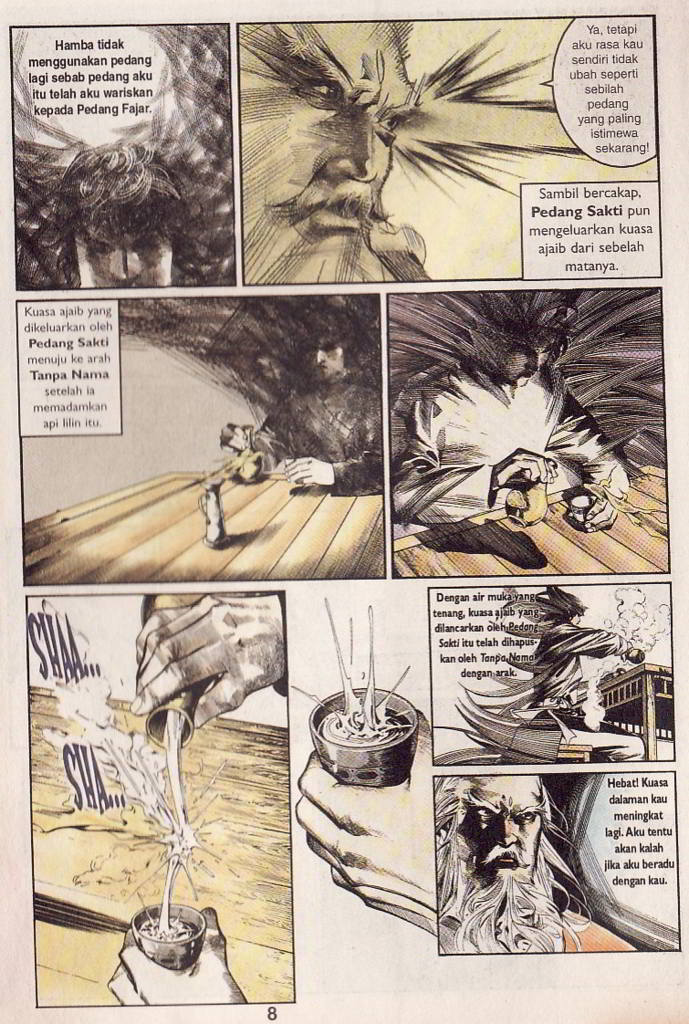 Hamba tidak
menggunakan pedang
lagi sebab pedang aku
itu telah aku wariskan
kepada Pedang Fajar.
Ya, tetapi
aku rasa kau
sendiri tidak
ubah seperti
sebilah
pedang
yang paling
istimewa
sekarang!
Sambil bercakap,
Pedang Sakti pun
mengeluarkan kuasa
ajaib dari sebelah
matanya.
Kuasa ajaib yang
dikeluarkan oleh
Pedang Sakti
menuju ke arah
Tanpa Nama
setelah ia
memadamkan
api lilin itu.
SHAA...
SHA...
Dengan air muka yang
tenang, kuasa ajaib yang
dilancarkan oleh Pedang
Sakti itu telah dihapus-
kan oleh Tanpa Nama
dengan arak.
Hebat! Kuasa
dalaman kau
meningkat
lagi. Aku tentu
akan kalah
jika aku beradu
dengan kau.
8